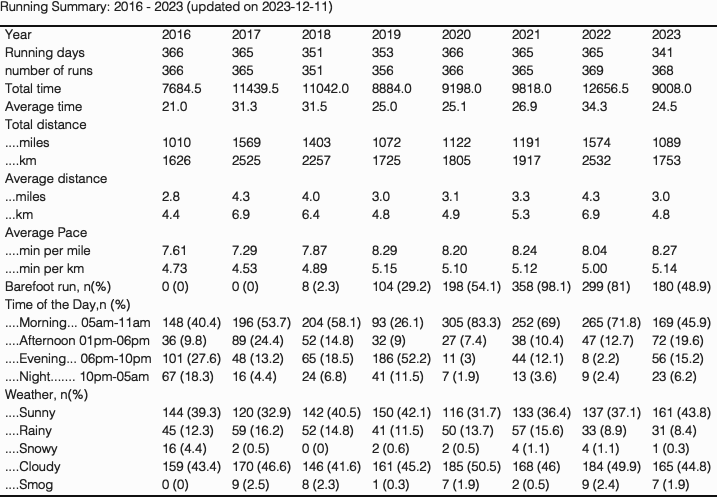 Running Summary: 2016 - 2023 (updated on 2023-12-11)
Year 2016 2017 2018 2019 2020 2021 2022 2023
Running days 366 365 351 353 366 365 365 341
number of runs 366 365 351 356 366 365 369 368
Total time 7684.5 11439.5 11042.0 8884.0 9198.0 9818.0 12656.5 9008.0
Average time 21.0 31.3 31.5 25.0 25.1 26.9 34.3 24.5
Total distance
....miles 1010 1569 1403 1072 1122 1191 1574 1089
....km 1626 2525 2257 1725 1805 1917 2532 1753
Average distance
...miles 2.8 4.3 4.0 3.0 3.1 3.3 4.3 3.0
...km 4.4 6.9 6.4 4.8 4.9 5.3 6.9 4.8
Average Pace
....min per mile 7.61 7.29 7.87 8.29 8.20 8.24 8.04 8.27
....min per km 4.73 4.53 4.89 5.15 5.10 5.12 5.00 5.14
Barefoot run, n(%) 0 (0) 0 (0) 8 (2.3) 104 (29.2) 198 (54.1) 358 (98.1) 299 (81) 180 (48.9)
Time of the Day,n (%)
....Morning... 05am-11am 148 (40.4) 196 (53.7) 204 (58.1) 93 (26.1) 305 (83.3) 252 (69) 265 (71.8) 169 (45.9)
....Afternoon 01pm-06pm 36 (9.8) 89 (24.4) 52 (14.8) 32 (9) 27 (7.4) 38 (10.4) 47 (12.7) 72 (19.6)
....Evening... 06pm-10pm 101 (27.6) 48 (13.2) 65 (18.5) 186 (52.2) 11 (3) 44 (12.1) 8 (2.2) 56 (15.2)
....Night....... 10pm-05am 67 (18.3) 16 (4.4) 24 (6.8) 41 (11.5) 7 (1.9) 13 (3.6) 9 (2.4) 23 (6.2)
Weather, n(%)
....Sunny 144 (39.3) 120 (32.9) 142 (40.5) 150 (42.1) 116 (31.7) 133 (36.4) 137 (37.1) 161 (43.8)
....Rainy 45 (12.3) 59 (16.2) 52 (14.8) 41 (11.5) 50 (13.7) 57 (15.6) 33 (8.9) 31 (8.4)
....Snowy 16 (4.4) 2 (0.5) 0 (0) 2 (0.6) 2 (0.5) 4 (1.1) 4 (1.1) 1 (0.3)
....Cloudy 159 (43.4) 170 (46.6) 146 (41.6) 161 (45.2) 185 (50.5) 168 (46) 184 (49.9) 165 (44.8)
....Smog 0 (0) 9 (2.5) 8 (2.3) 1 (0.3) 7 (1.9) 2 (0.5) 9 (2.4) 7 (1.9)